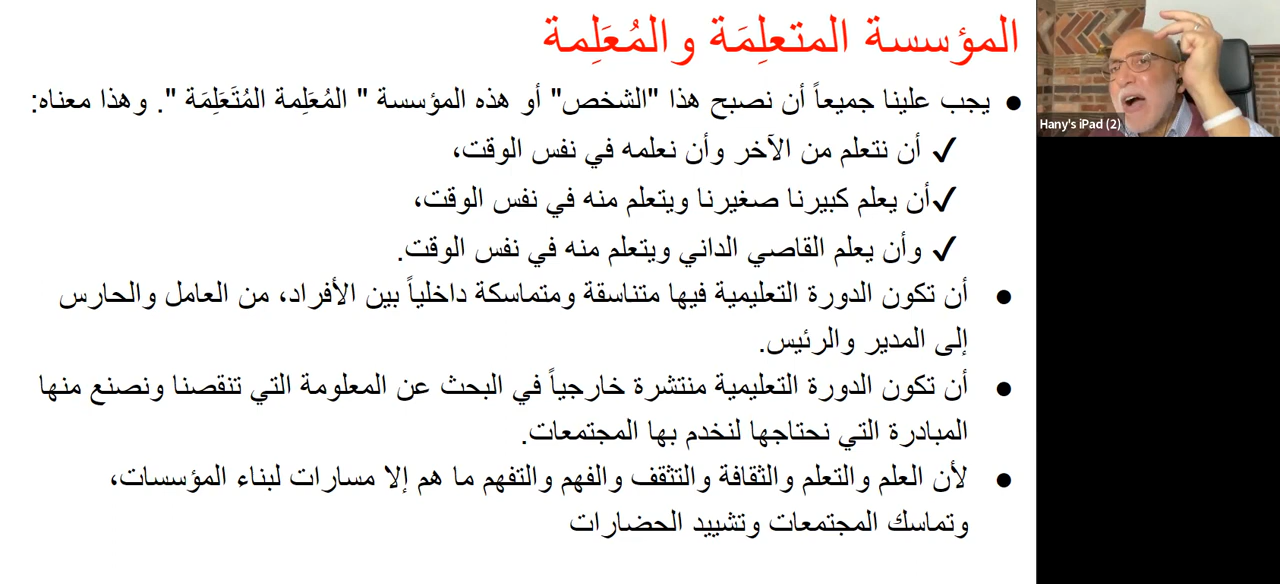 المؤسسة المتعلِمَة والمُعَلِمة
● يجب علينا جميعاً أن نصبح هذا "الشخص" أو هذه المؤسسة " المُعَلِمة المُتَعَلِمَة ". وهذا معناه:
✓ أن نتعلم من الآخر وأن نعلمه في نفس الوقت،
✓أن يعلم كبيرنا صغيرنا ويتعلم منه في نفس الوقت،
✓ وأن يعلم القاصي الداني ويتعلم منه في نفس الوقت.
● أن تكون الدورة التعليمية فيها متناسقة ومتماسكة داخلياً بين الأفراد، من العامل والحارس
إلى المدير والرئيس.
● أن تكون الدورة التعليمية منتشرة خارجياً في البحث عن المعلومة التي تنقصنا ونصنع منها
المبادرة التي نحتاجها لنخدم بها المجتمعات.
● لأن العلم والتعلم والثقافة والتثقف والفهم والتفهم ما هم إلا مسارات لبناء المؤسسات،
وتماسك المجتمعات وتشييد الحضارات
Hany's iPad (2)